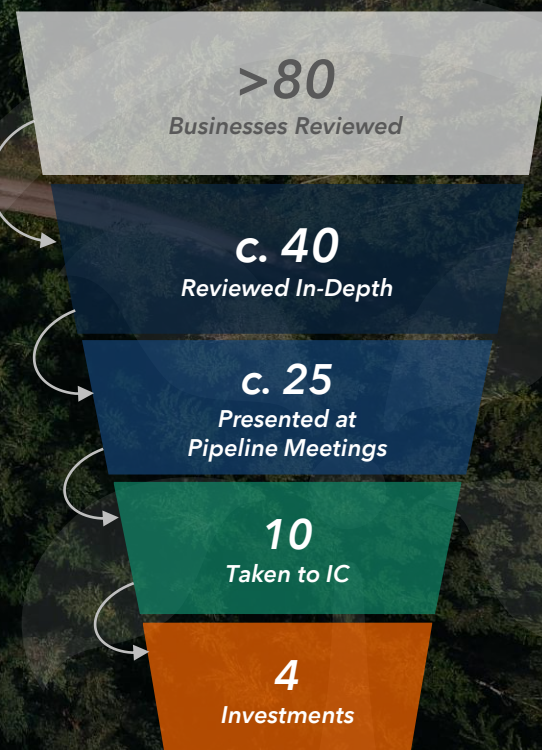 >80
Businesses Reviewed
c. 40
Reviewed In-Depth
c. 25
Presented at
Pipeline Meetings
10
Taken to IC
4
Investments